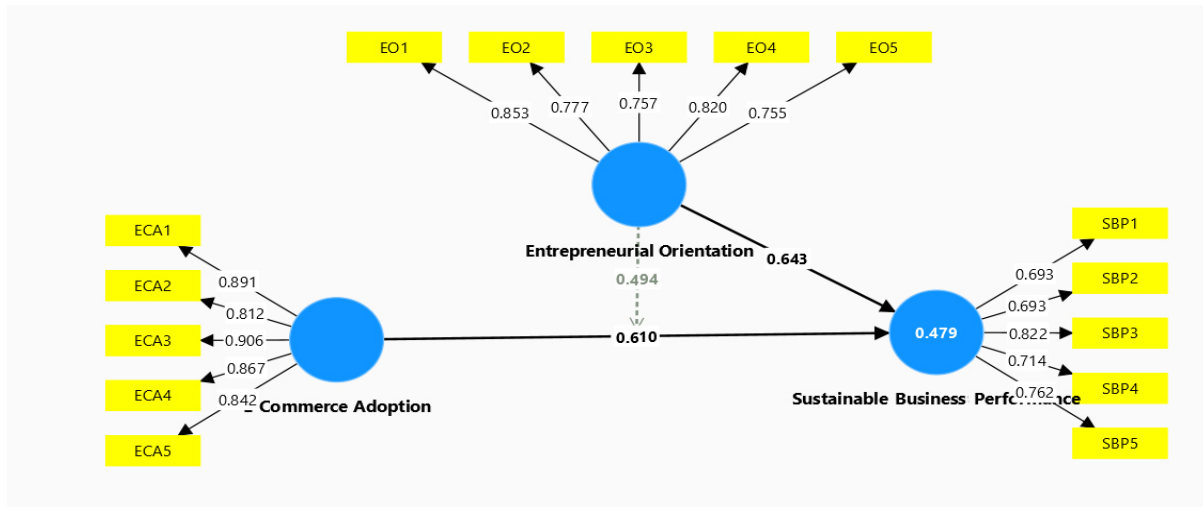 EO1 EO2 EO3 EO4 EO5
0.853 0.777 0.757 0.820 0.755
Entrepreneurial Orientation
0.643
0.494
0.610
ECA1
ECA2
ECA3
ECA4
ECA5
0.891
0.812
0.906
0.867
0.842
Commerce Adoption
0.479
Sustainable Business
SBP1
SBP2
SBP3
SBP4
SBP5
0.693
0.693
0.822
0.714
0.762